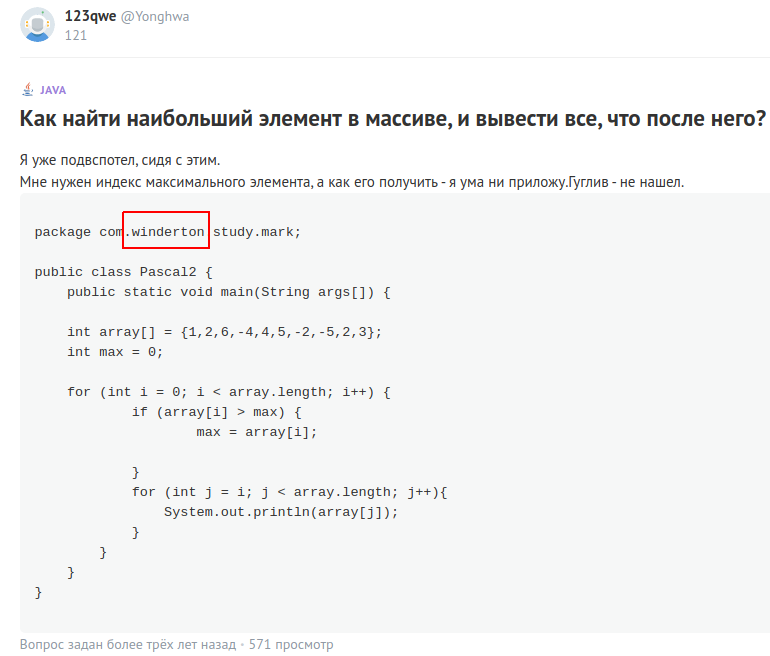 123qwe @Yonghwa
121
JAVA
Как найти наибольший элемент в массиве, и вывести все, что после него?
Я уже подвспотел, сидя с этим.
Мне нужен индекс максимального элемента, а как его получить - я ума ни приложу.Гуглив - не нашел.
package com.winderton study.mark;
public class Pascal2 {
public static void main(String args[]) {
int array[] = {1,2,6,-4,4,5,-2,-5,2,3};
int max = 0;
for (int i = 0; i < array.length; i++) {
if (array[i] > max) {
max = array[i];
}
for (int j = i; j < array.length; j++){
System.out.println(array[j]);
}
}
}
}
Вопрос задан более трёх лет назад • 571 просмотр